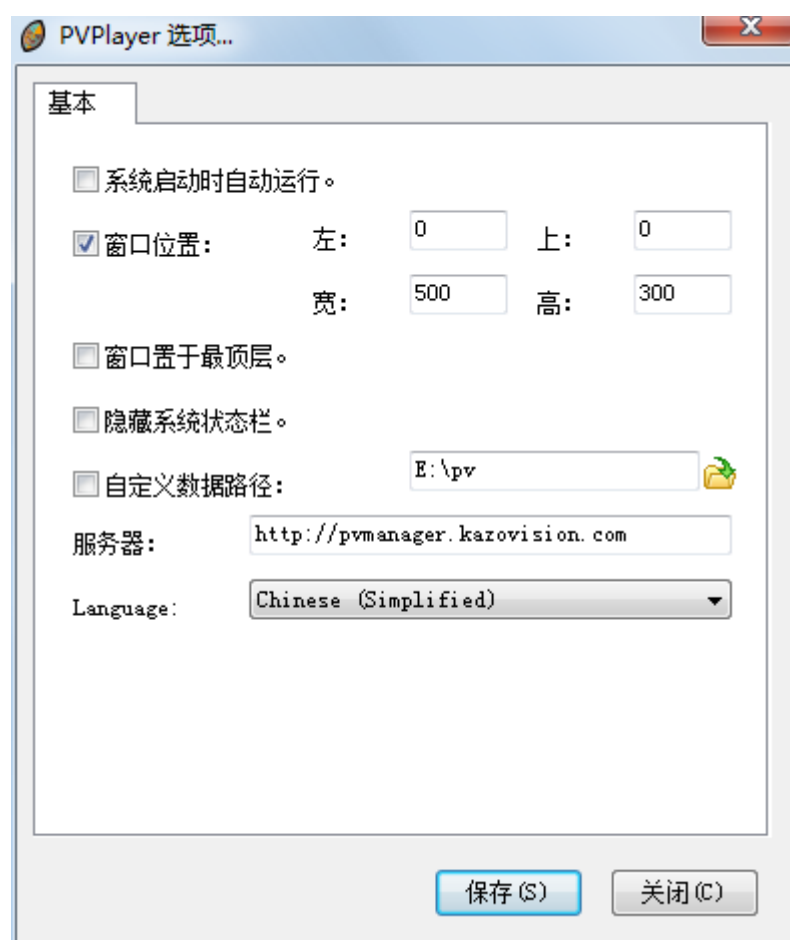 PVPlayer 选项...
基本
系统启动时自动运行。
窗口位置： 左： 0 上： 0
宽： 500 高： 300
窗口置于最顶层。
隐藏系统状态栏。
自定义数据路径： E:\pv
服务器： http://pvmanager.kazovision.com
Language: Chinese (Simplified)
保存(S) 关闭(C)